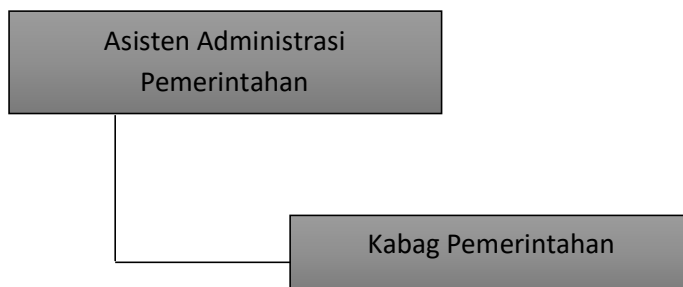 Asisten Administrasi
Pemerintahan
Kabag Pemerintahan